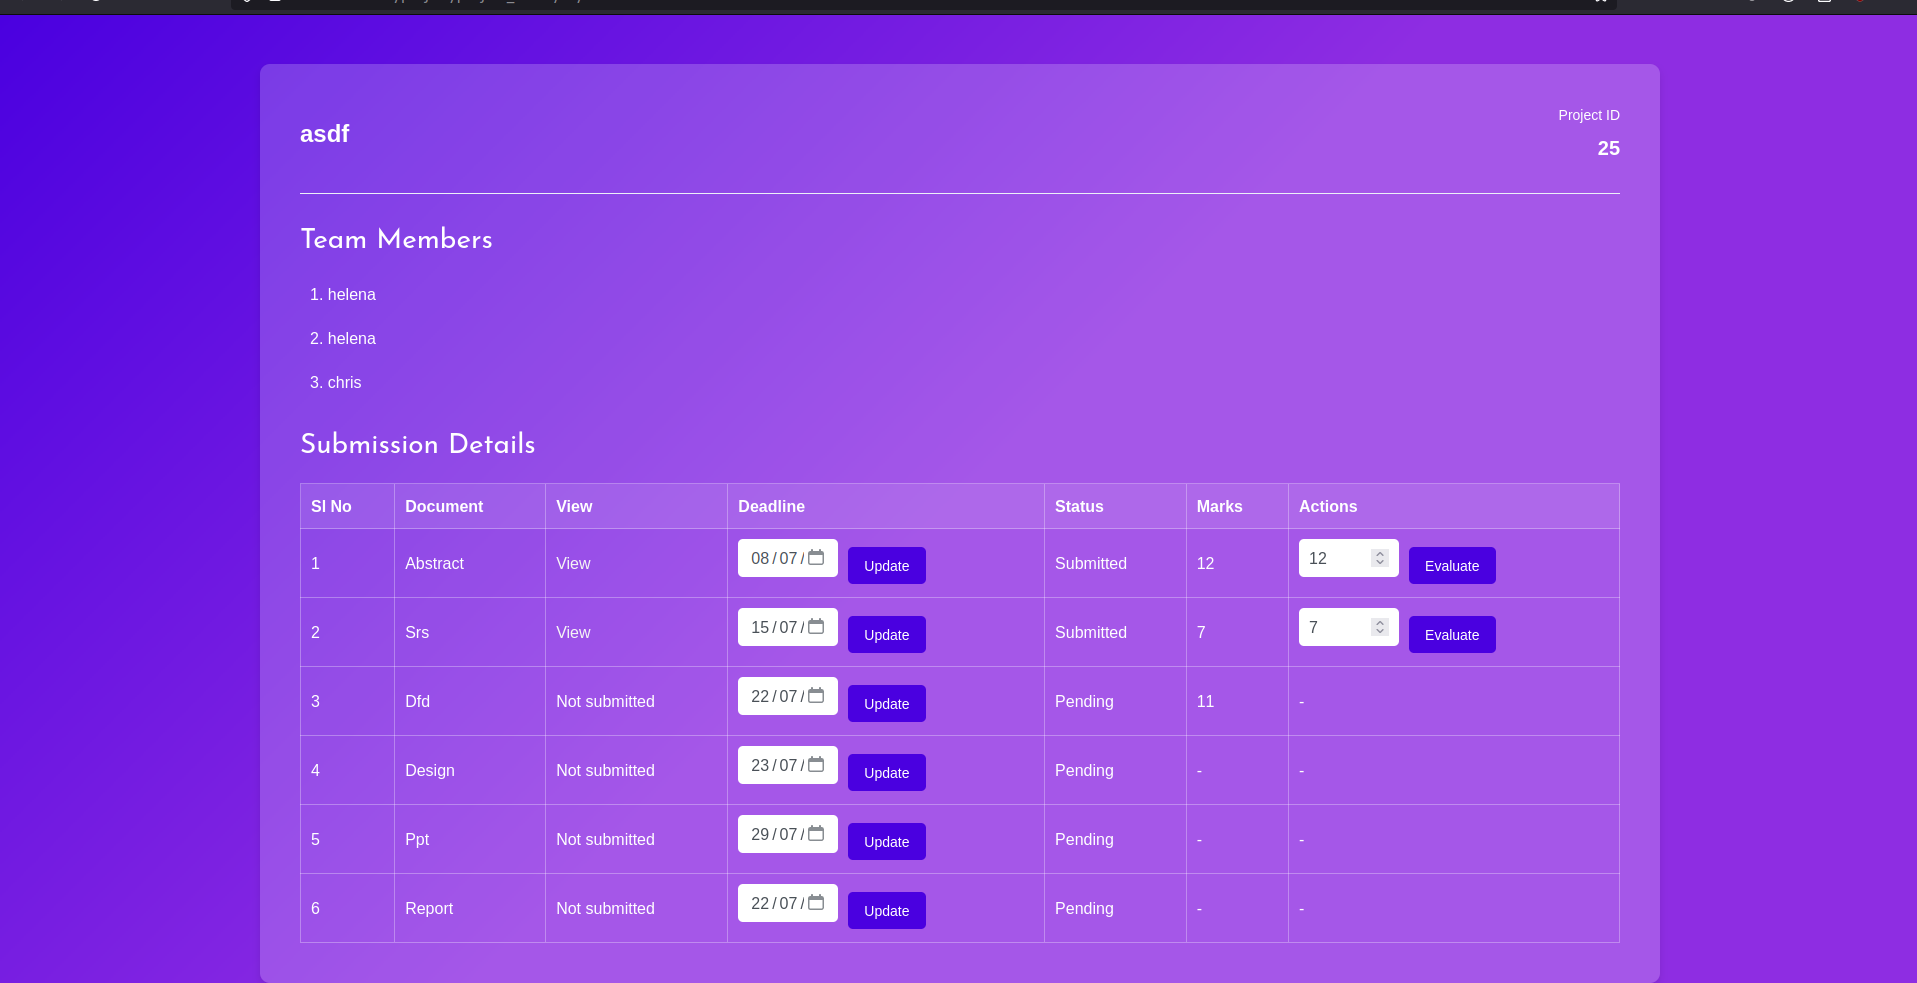 asdf
Project ID
25
Team Members
1. helena
2. helena
3. chris
Submission Details
Sl No Document View Deadline Status Marks Actions
1 Abstract View 08/07/ Update Submitted 12 12 Evaluate
2 Srs View 15/07/ Update Submitted 7 7 Evaluate
3 Dfd Not submitted 22/07/ Update Pending 11 -
4 Design Not submitted 23/07/ Update Pending - -
5 Ppt Not submitted 29/07/ Update Pending - -
6 Report Not submitted 22/07/ Update Pending - -